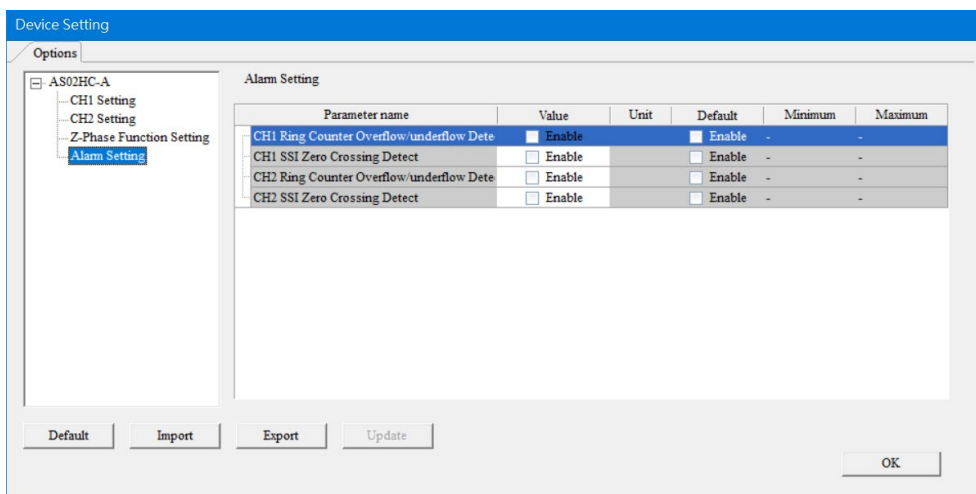 Device Setting
Options
AS02HC-A
CH1 Setting
CH2 Setting
Z-Phase Function Setting
Alarm Setting
Alarm Setting
Parameter name Value Unit Default Minimum Maximum
CH1 Ring Counter Overflow/underflow Dete Enable Enable - -
CH1 SSI Zero Crossing Detect Enable Enable - -
CH2 Ring Counter Overflow/underflow Dete Enable Enable - -
CH2 SSI Zero Crossing Detect Enable Enable - -
Default Import Export Update
OK